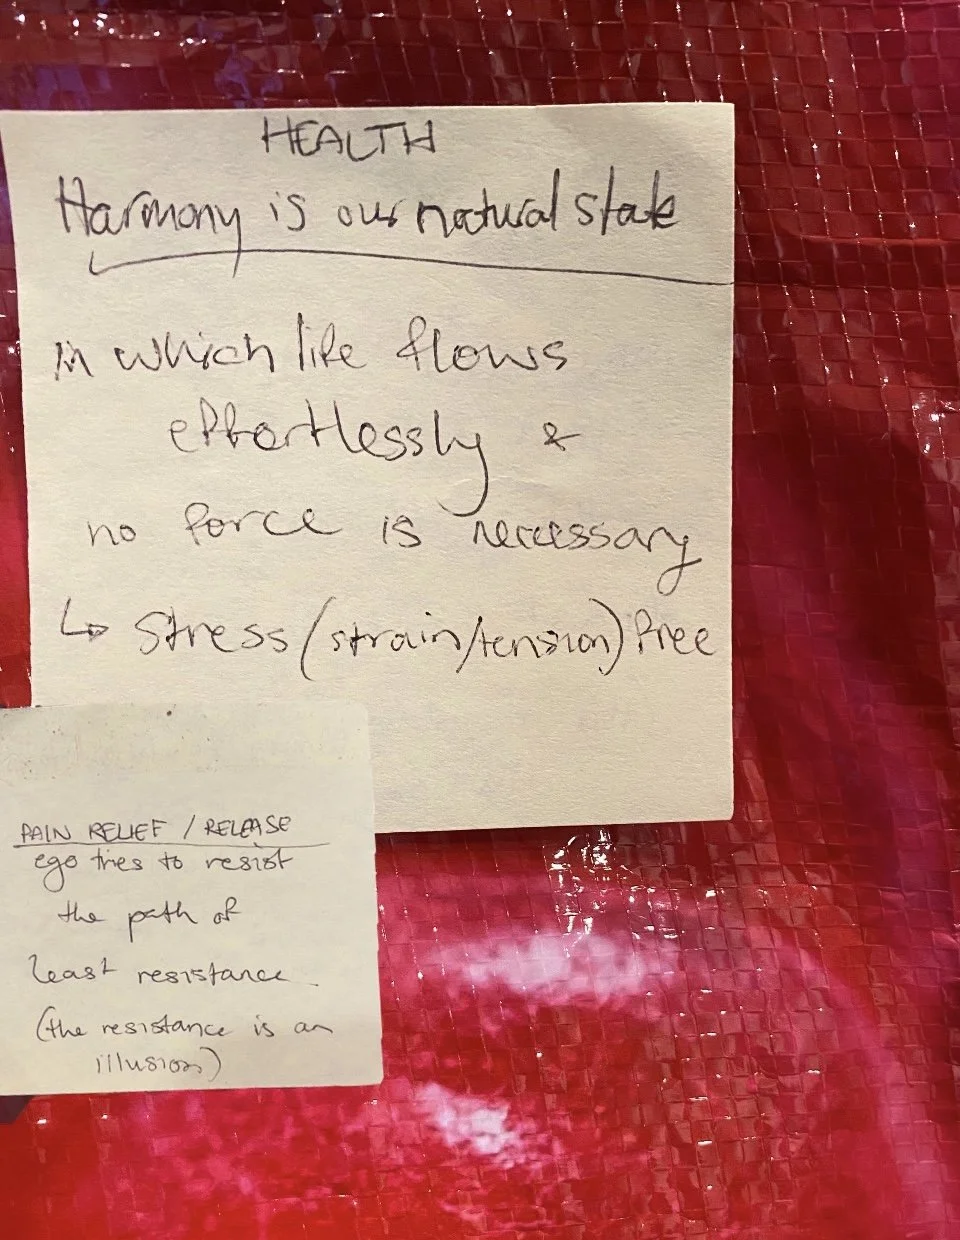 HEALTH
Harmony is our natural state
in which life flows
effortlessly &
no force is necessary
↳ Stress (strain/tension) free
PAIN RELIEF / RELEASE
ego tries to resist
the path of
least resistance.
(the resistance is an
illusion)